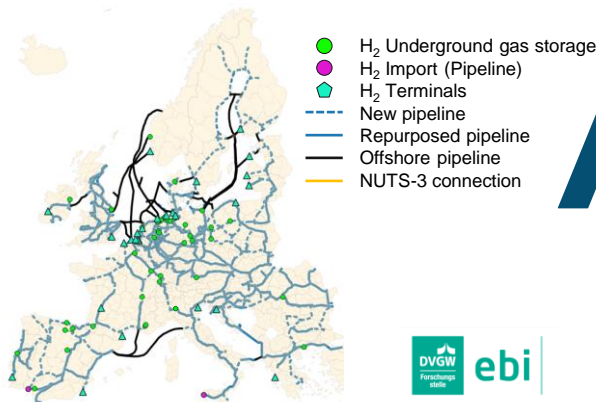 H₂ Underground gas storage
H₂ Import (Pipeline)
H₂ Terminals
New pipeline
Repurposed pipeline
Offshore pipeline
NUTS-3 connection
DVGW
Forschungs
stelle
ebi